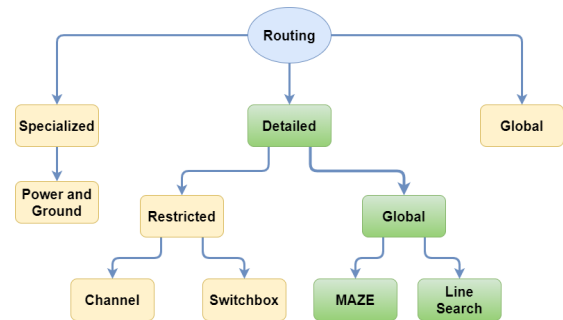 Routing
Specialized
Detailed
Global
Power and
Ground
Restricted
Global
Channel
Switchbox
MAZE
Line
Search